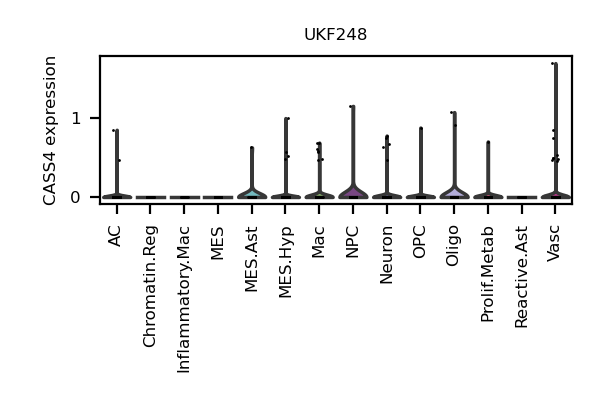 UKF248
CASS4 expression
1
0
AC
Chromatin.Reg
Inflammatory.Mac
MES
MES.Ast
MES.Hyp
Mac
NPC
Neuron
OPC
Oligo
Prolif.Metab
Reactive.Ast
Vasc